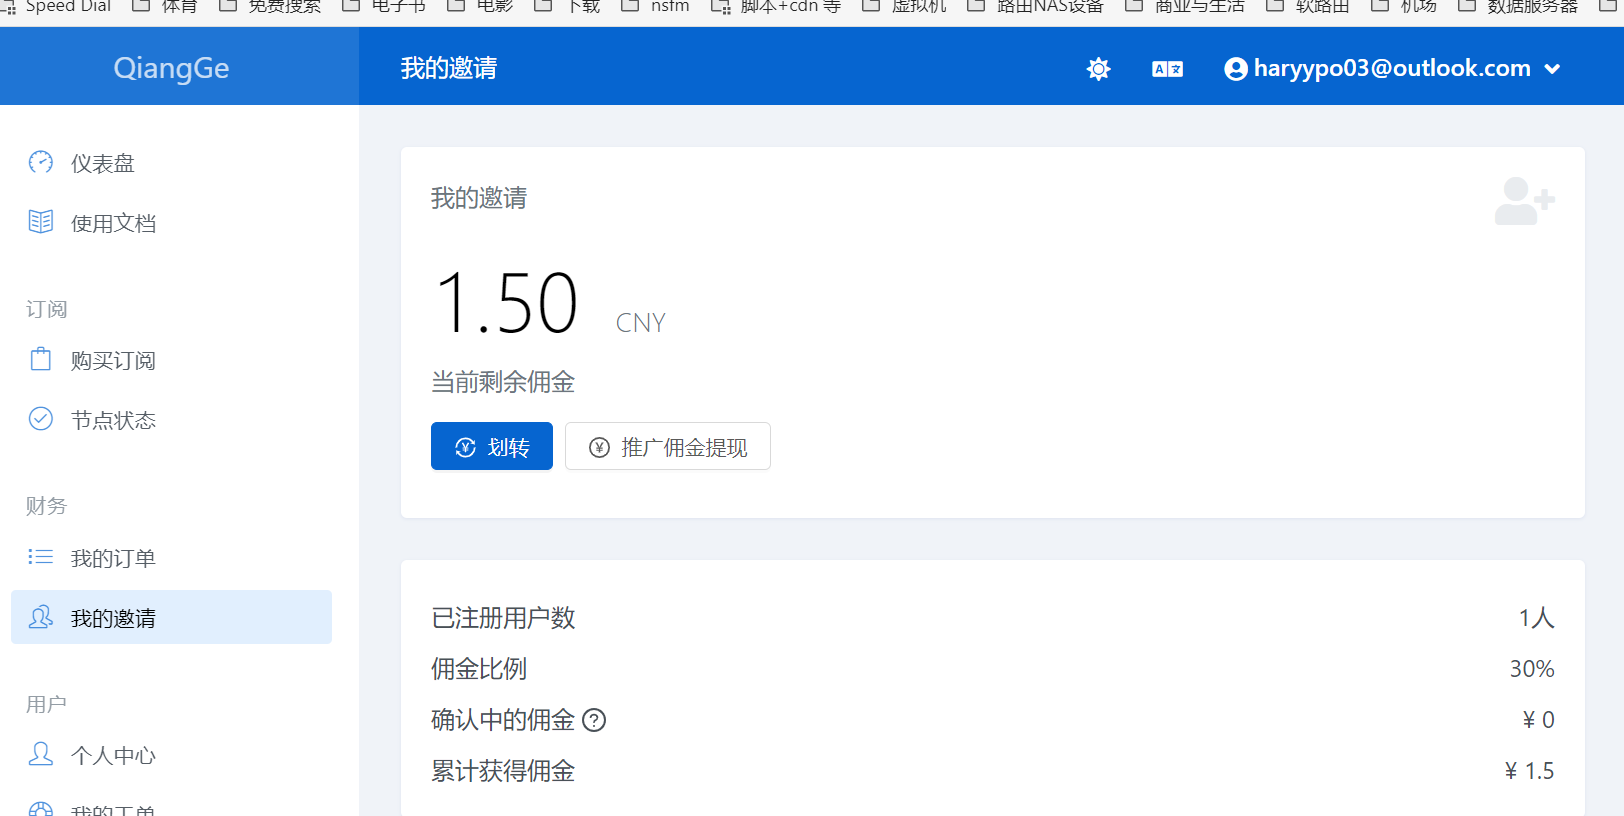 Speed Dial 体育 免费搜索 电子书 电影 下载 nsfm 脚本+cdn 等 虚拟机 路由NAS设备 商业与生活 软路由 机场 数据服务器
QiangGe
我的邀请
haryypo03@outlook.com
仪表盘
使用文档
订阅
购买订阅
节点状态
财务
我的订单
我的邀请
用户
个人中心
我的工单
我的邀请
1.50 CNY
当前剩余佣金
划转
推广佣金提现
已注册用户数 1人
佣金比例 30%
确认中的佣金 ¥ 0
累计获得佣金 ¥ 1.5